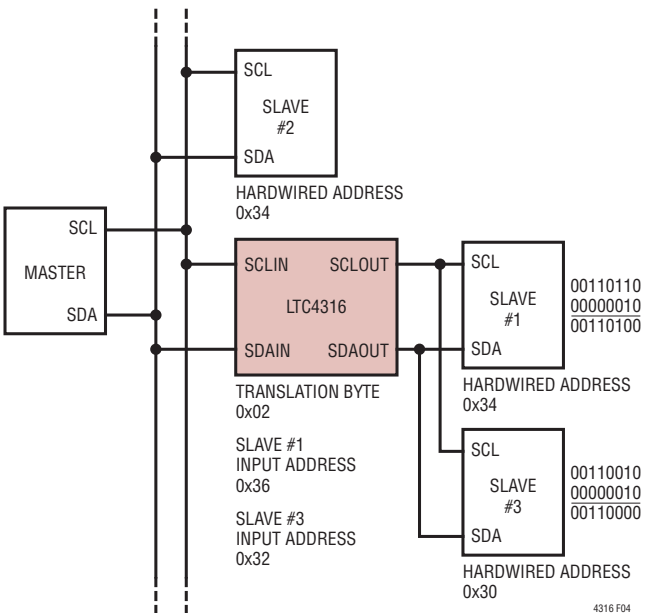 SCL
SLAVE
#2
SDA
HARDWIRED ADDRESS
0x34
MASTER
SCL
SDA
SCLIN SCLOUT
LTC4316
SDAIN SDAOUT
TRANSLATION BYTE
0x02
SLAVE #1
INPUT ADDRESS
0x36
SLAVE #3
INPUT ADDRESS
0x32
SCL
SLAVE
#1
SDA
00110110
00000010
00110100
HARDWIRED ADDRESS
0x34
SCL
SLAVE
#3
SDA
00110010
00000010
00110000
HARDWIRED ADDRESS
0x30
4316 F04